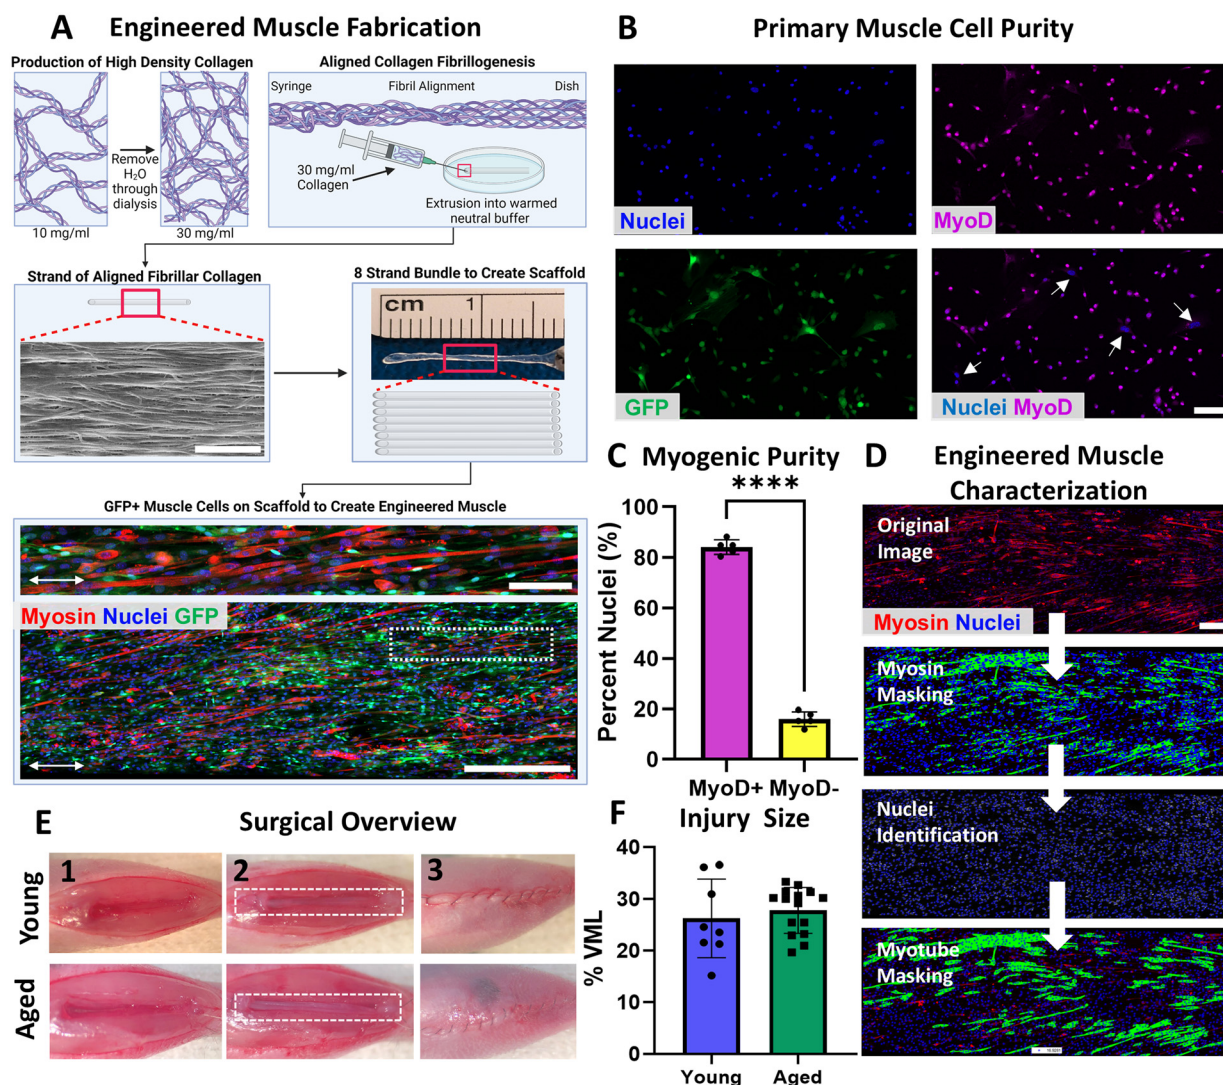 A Engineered Muscle Fabrication
Production of High Density Collagen
Remove
H₂O
through
dialysis
10 mg/ml
30 mg/ml
Aligned Collagen Fibrillogenesis
Syringe
Fibril Alignment
Dish
30 mg/ml
Collagen
Extrusion into warmed
neutral buffer
Strand of Aligned Fibrillar Collagen
8 Strand Bundle to Create Scaffold
cm 1
GFP+ Muscle Cells on Scaffold to Create Engineered Muscle
Myosin Nuclei GFP
B Primary Muscle Cell Purity
Nuclei
MyoD
GFP
Nuclei MyoD
C Myogenic Purity
****
Percent Nuclei (%)
100
80
60
40
20
0
MyoD+ MyoD-
D Engineered Muscle
Characterization
Original
Image
Myosin Nuclei
Myosin
Masking
Nuclei
Identification
Myotube
Masking
E Surgical Overview
Young
1
2
3
Aged
F Injury Size
% VML
40
30
20
10
0
Young
Aged